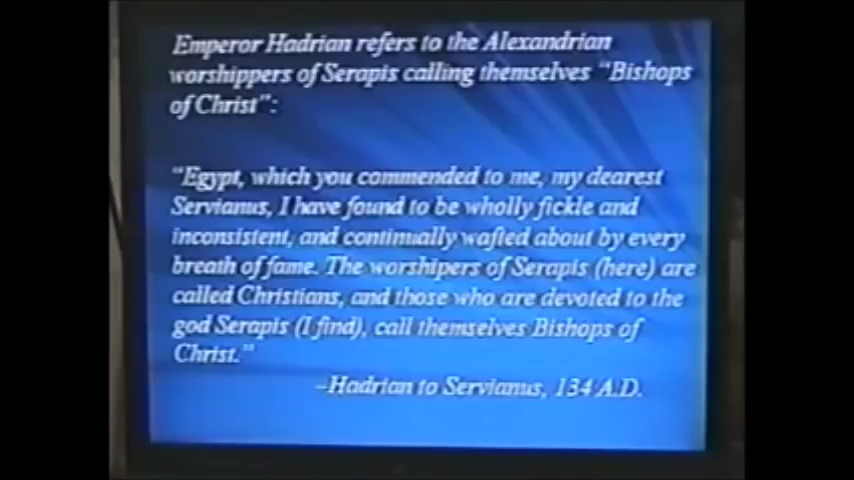 Emperor Hadrian refers to the Alexandrian
worshippers of Serapis calling themselves "Bishops
of Christ":
"Egypt, which you commended to me, my dearest
Servianus, I have found to be wholly fickle and
inconsistent, and continually wafted about by every
breath of fame. The worshipers of Serapis (here) are
called Christians, and those who are devoted to the
god Serapis (I find), call themselves Bishops of
Christ."
–Hadrian to Servianus, 134 A.D.